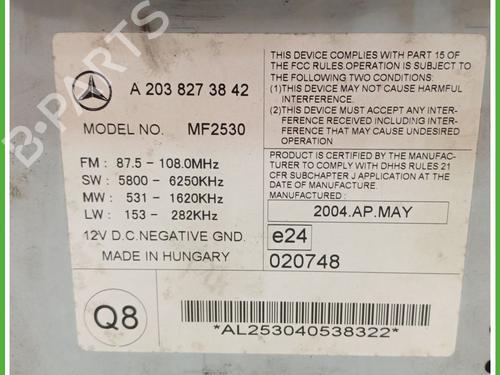 A 203 827 38 42
MODEL NO. MF2530
FM : 87.5 - 108.0MHz
SW : 5800 - 6250KHz
MW : 531 - 1620KHz
LW : 153 - 282KHz
12V D.C.NEGATIVE GND.
MADE IN HUNGARY
Q8
THIS DEVICE COMPLIES WITH PART 15 OF
THE FCC RULES.OPERATION IS SUBJECT TO
THE FOLLOWING TWO CONDITIONS:
(1)THIS DEVICE MAY NOT CAUSE HARMFUL
INTERFERENCE.
(2)THIS DEVICE MUST ACCEPT ANY INTER-
FERENCE RECEIVED INCLUDING
INTERFERENCE THAT MAY CAUSE
UNDESIRED OPERATION
PRODUCT IS CERTIFIED BY THE MANUFAC-
TURER TO COMPLY WITH DHHS RULES 21
CFR SUBCHAPTER J APPLICATION AT THE
DATE OF MANUFACTURE.
MANUFACTURED :
2004.AP.MAY
e24
020748
*AL253040538322*
B-PARTS